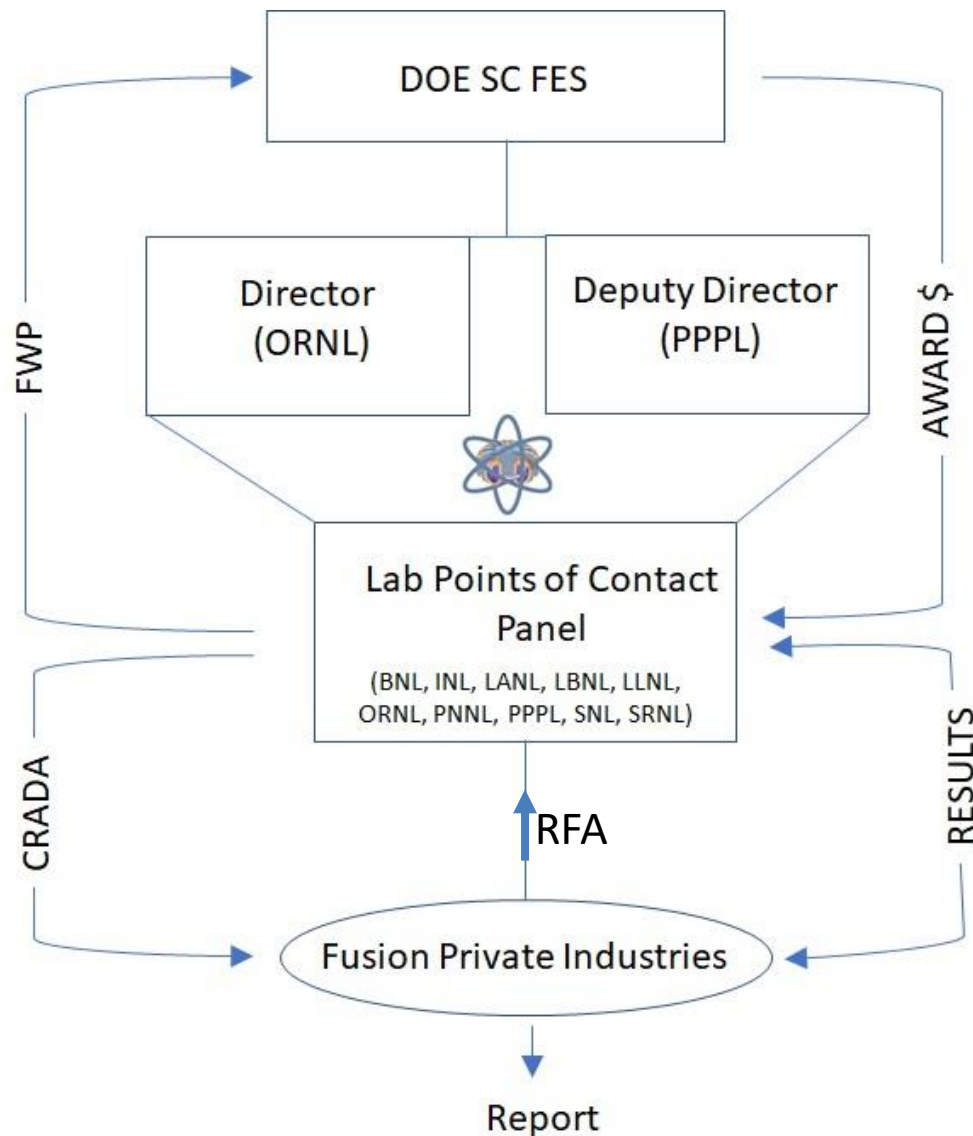 DOE SC FES
Director
(ORNL)
Deputy Director
(PPPL)
FWP
AWARD $
Lab Points of Contact
Panel
(BNL, INL, LANL, LBNL, LLNL,
ORNL, PNNL, PPPL, SNL, SRNL)
CRADA
RESULTS
RFA
Fusion Private Industries
Report